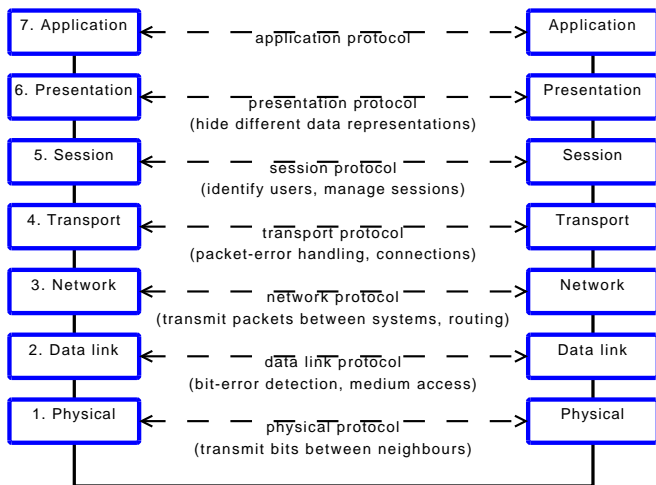 7. Application
application protocol
Application
6. Presentation
presentation protocol
(hide different data representations)
Presentation
5. Session
session protocol
(identify users, manage sessions)
Session
4. Transport
transport protocol
(packet-error handling, connections)
Transport
3. Network
network protocol
(transmit packets between systems, routing)
Network
2. Data link
data link protocol
(bit-error detection, medium access)
Data link
1. Physical
physical protocol
(transmit bits between neighbours)
Physical